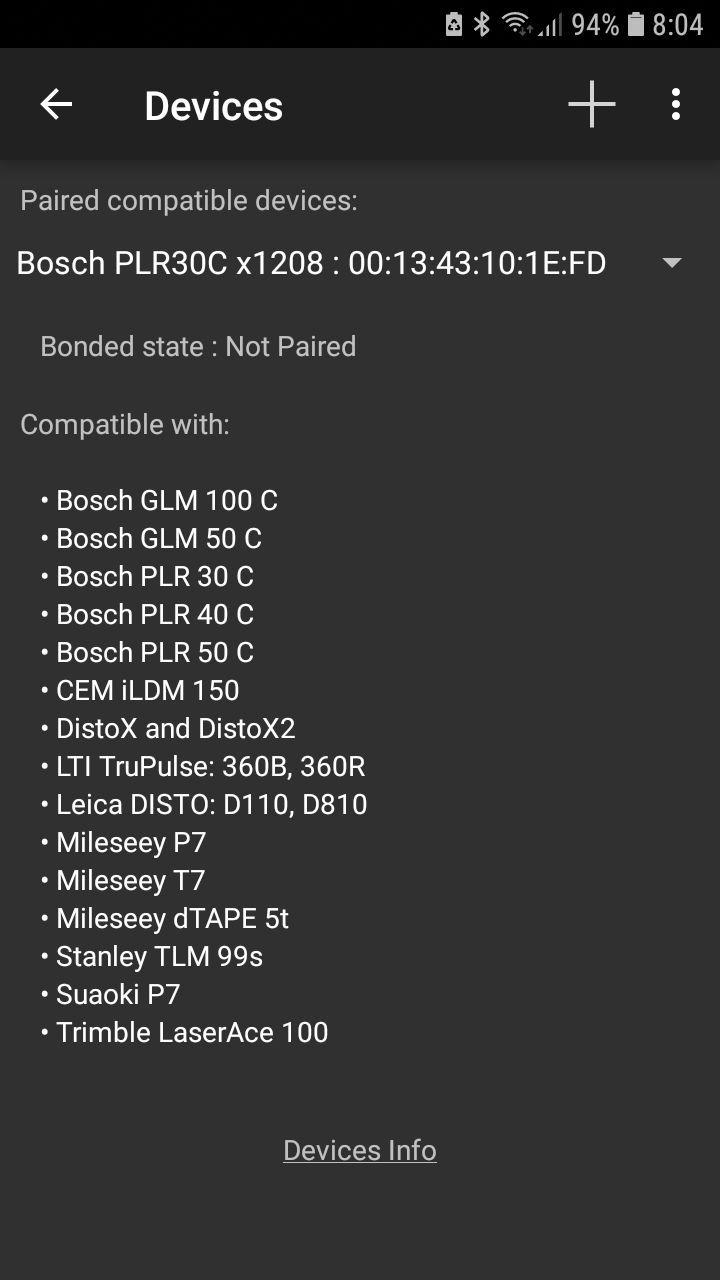 94% 8:04
Devices
Paired compatible devices:
Bosch PLR30C x1208 : 00:13:43:10:1E:FD
Bonded state : Not Paired
Compatible with:
• Bosch GLM 100 C
• Bosch GLM 50 C
• Bosch PLR 30 C
• Bosch PLR 40 C
• Bosch PLR 50 C
• CEM iLDM 150
• DistoX and DistoX2
• LTI TruPulse: 360B, 360R
• Leica DISTO: D110, D810
• Mileseey P7
• Mileseey T7
• Mileseey dTAPE 5t
• Stanley TLM 99s
• Suaoki P7
• Trimble LaserAce 100
Devices Info